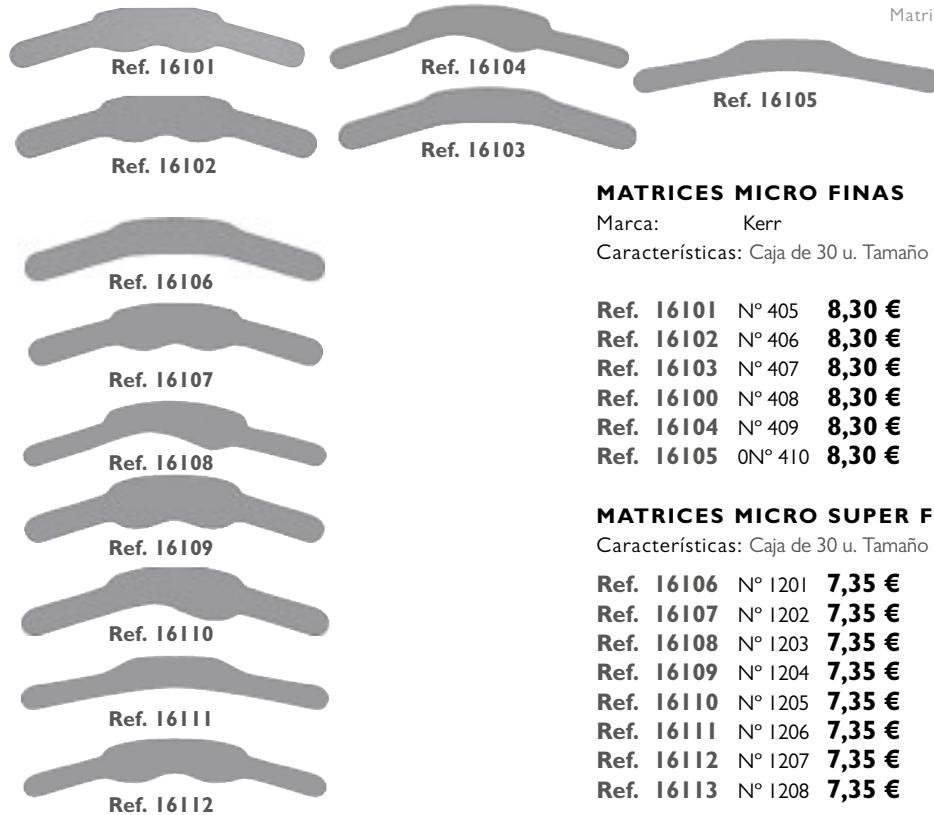 Matri
Ref. 16101
Ref. 16104
Ref. 16105
Ref. 16102
Ref. 16103
Ref. 16106
Ref. 16107
Ref. 16108
Ref. 16109
Ref. 16110
Ref. 16111
Ref. 16112
MATRICES MICRO FINAS
Marca: Kerr
Características: Caja de 30 u. Tamaño
Ref. 16101 Nº 405 8,30 €
Ref. 16102 Nº 406 8,30 €
Ref. 16103 Nº 407 8,30 €
Ref. 16100 Nº 408 8,30 €
Ref. 16104 Nº 409 8,30 €
Ref. 16105 0Nº 410 8,30 €
MATRICES MICRO SUPER F
Características: Caja de 30 u. Tamaño
Ref. 16106 Nº 1201 7,35 €
Ref. 16107 Nº 1202 7,35 €
Ref. 16108 Nº 1203 7,35 €
Ref. 16109 Nº 1204 7,35 €
Ref. 16110 Nº 1205 7,35 €
Ref. 16111 Nº 1206 7,35 €
Ref. 16112 Nº 1207 7,35 €
Ref. 16113 Nº 1208 7,35 €